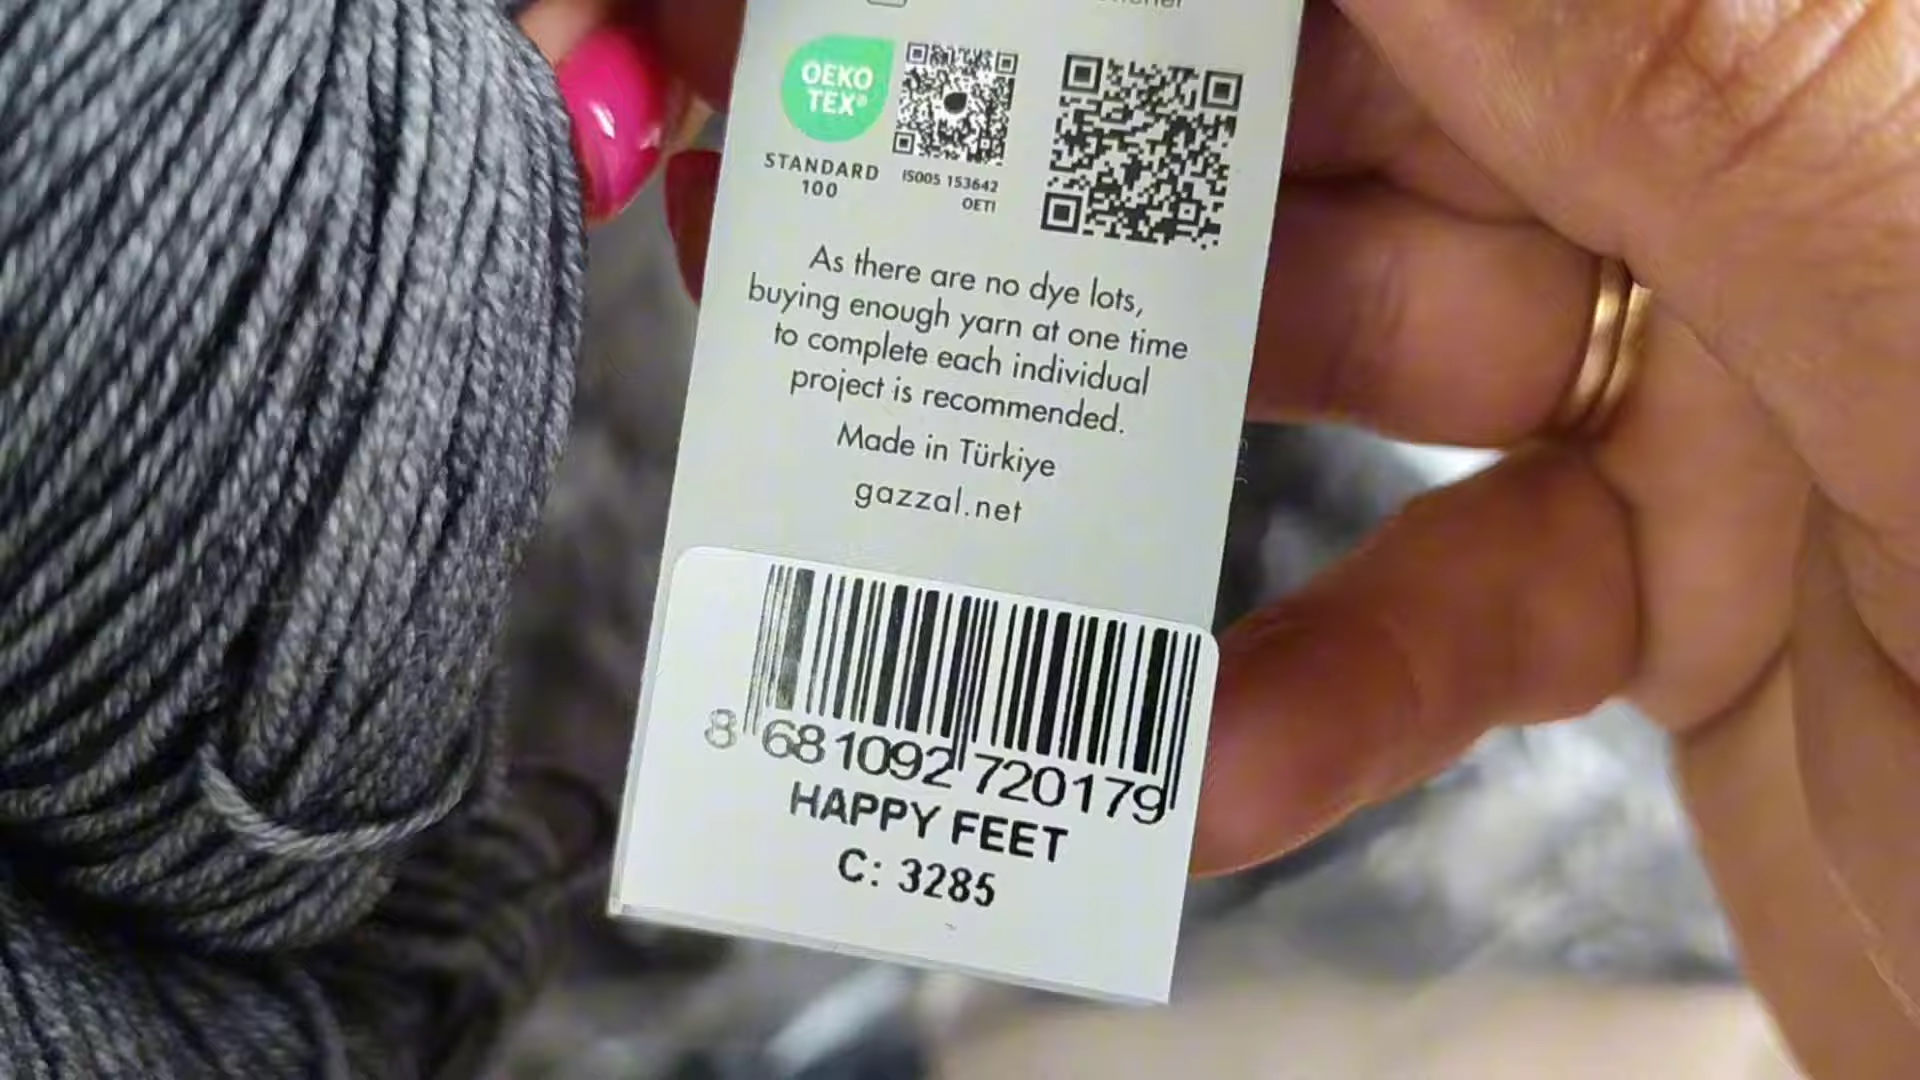 OEKO
TEX®
STANDARD
100
IS005 153642
OETI
As there are no dye lots,
buying enough yarn at one time
to complete each individual
project is recommended.
Made in Türkiye
gazzal.net
8 681092 720179
HAPPY FEET
C: 3285